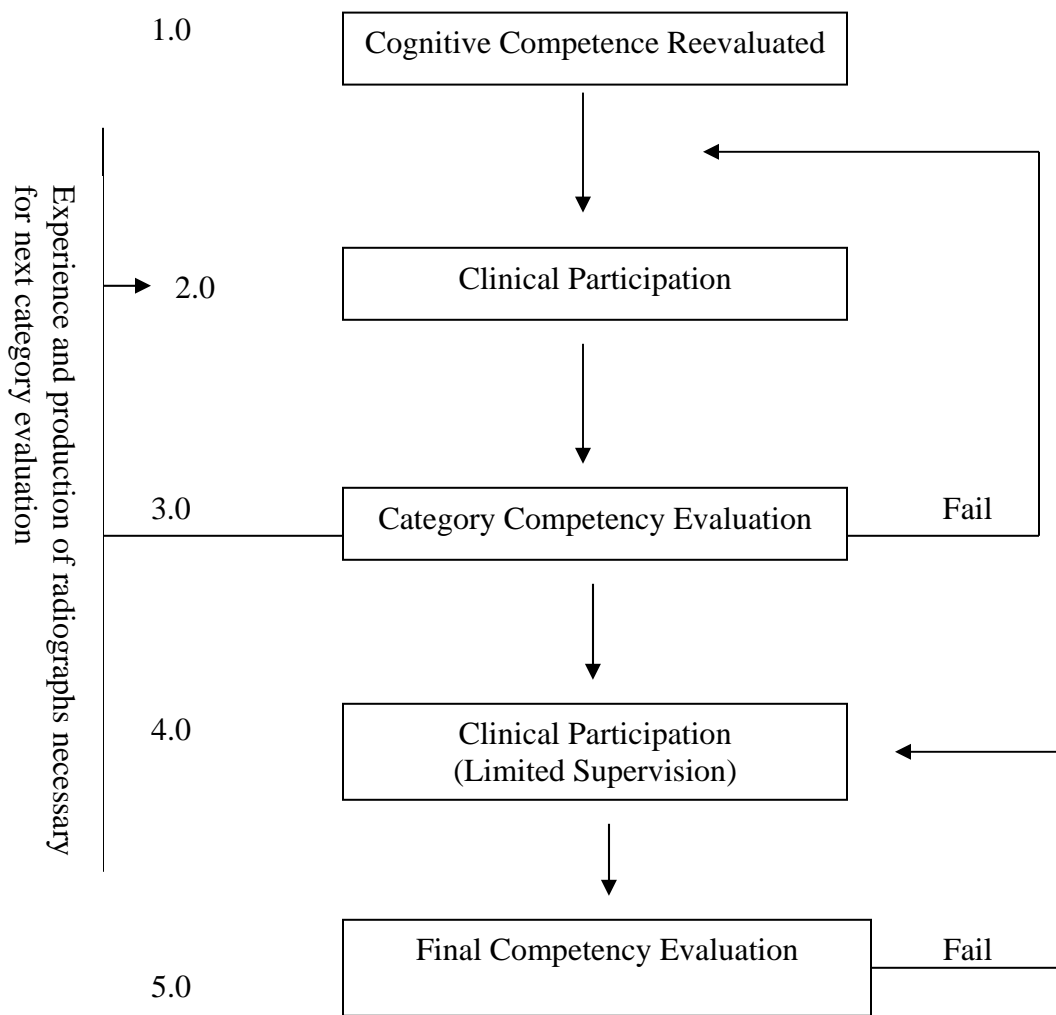 1.0
Cognitive Competence Reevaluated
Experience and production of radiographs necessary
for next category evaluation
2.0
Clinical Participation
3.0
Category Competency Evaluation
Fail
4.0
Clinical Participation
(Limited Supervision)
Final Competency Evaluation
Fail
5.0